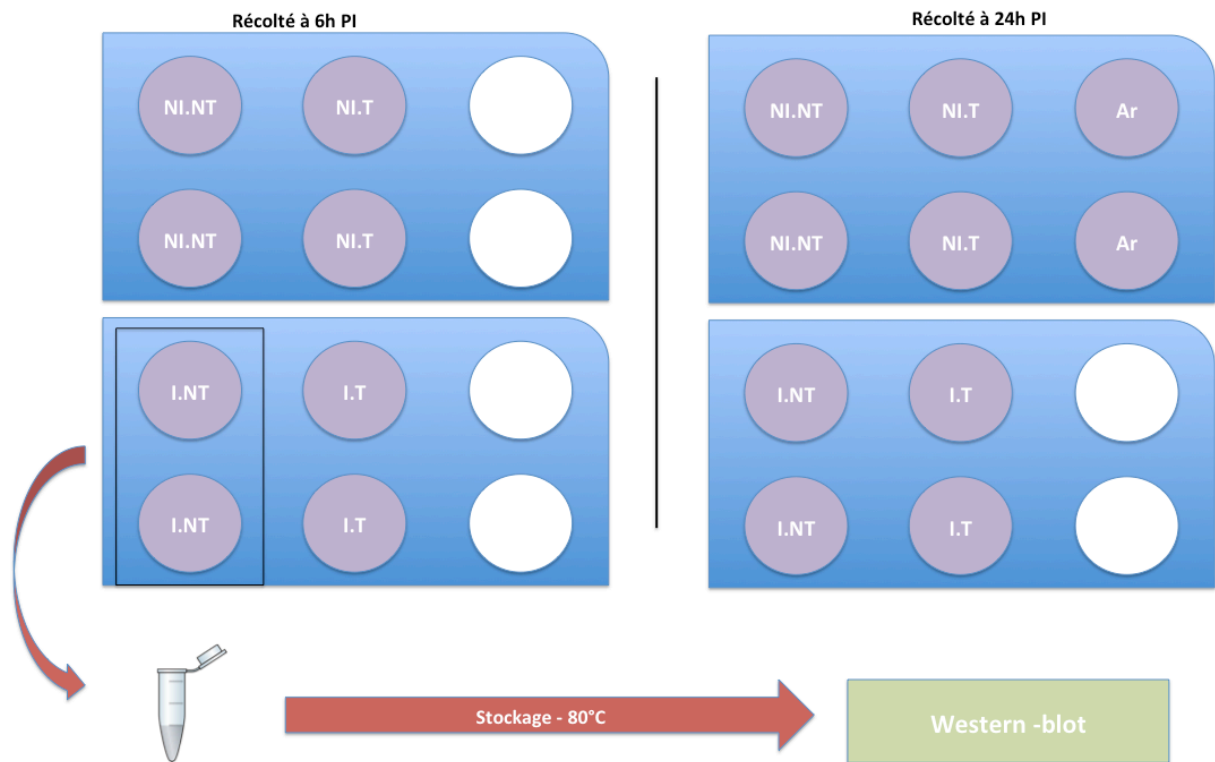 Récolté à 6h PI
Récolté à 24h PI
NI.NT NI.T
NI.NT NI.T
I.NT I.T
I.NT I.T
NI.NT NI.T Ar
NI.NT NI.T Ar
I.NT I.T
I.NT I.T
Stockage - 80°C
Western -blot